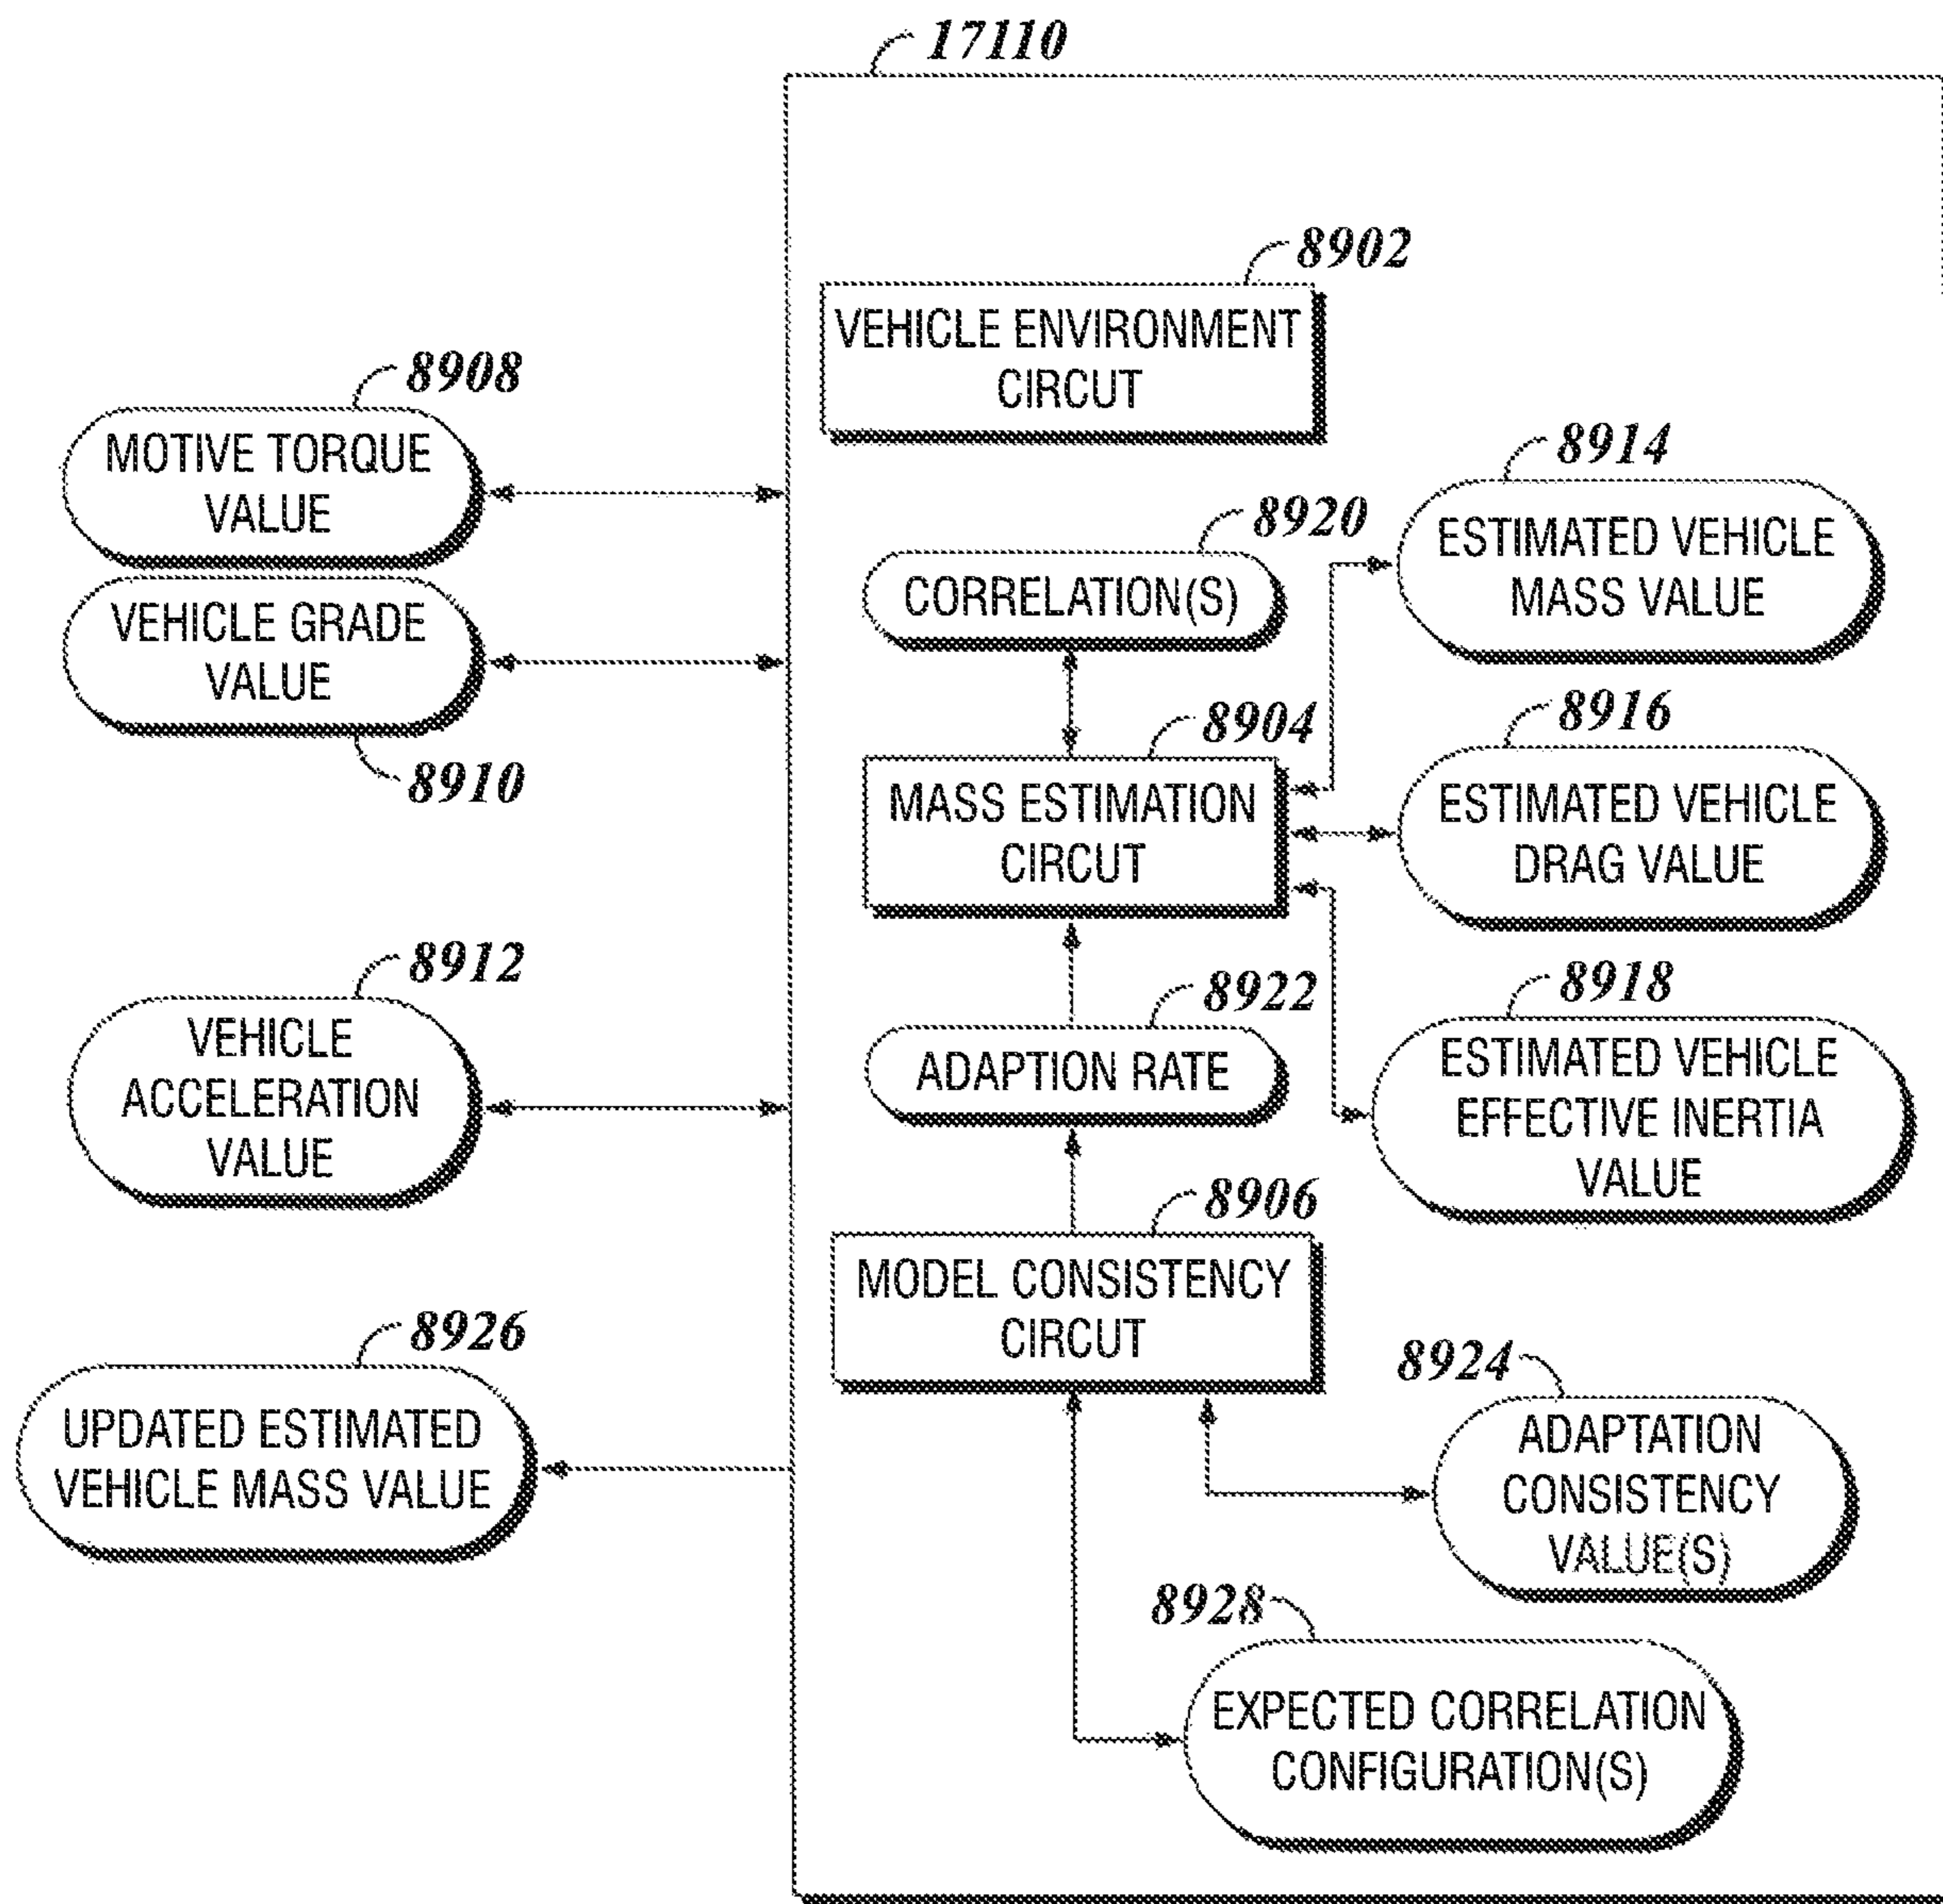 17110
8902
VEHICLE ENVIRONMENT
CIRCUT
8908
MOTIVE TORQUE
VALUE
VEHICLE GRADE
VALUE
8910
8912
VEHICLE
ACCELERATION
VALUE
8926
UPDATED ESTIMATED
VEHICLE MASS VALUE
8920
CORRELATION(S)
8904
MASS ESTIMATION
CIRCUT
8922
ADAPTION RATE
8906
MODEL CONSISTENCY
CIRCUT
8914
ESTIMATED VEHICLE
MASS VALUE
8916
ESTIMATED VEHICLE
DRAG VALUE
8918
ESTIMATED VEHICLE
EFFECTIVE INERTIA
VALUE
8924
ADAPTATION
CONSISTENCY
VALUE(S)
8928
EXPECTED CORRELATION
CONFIGURATION(S)